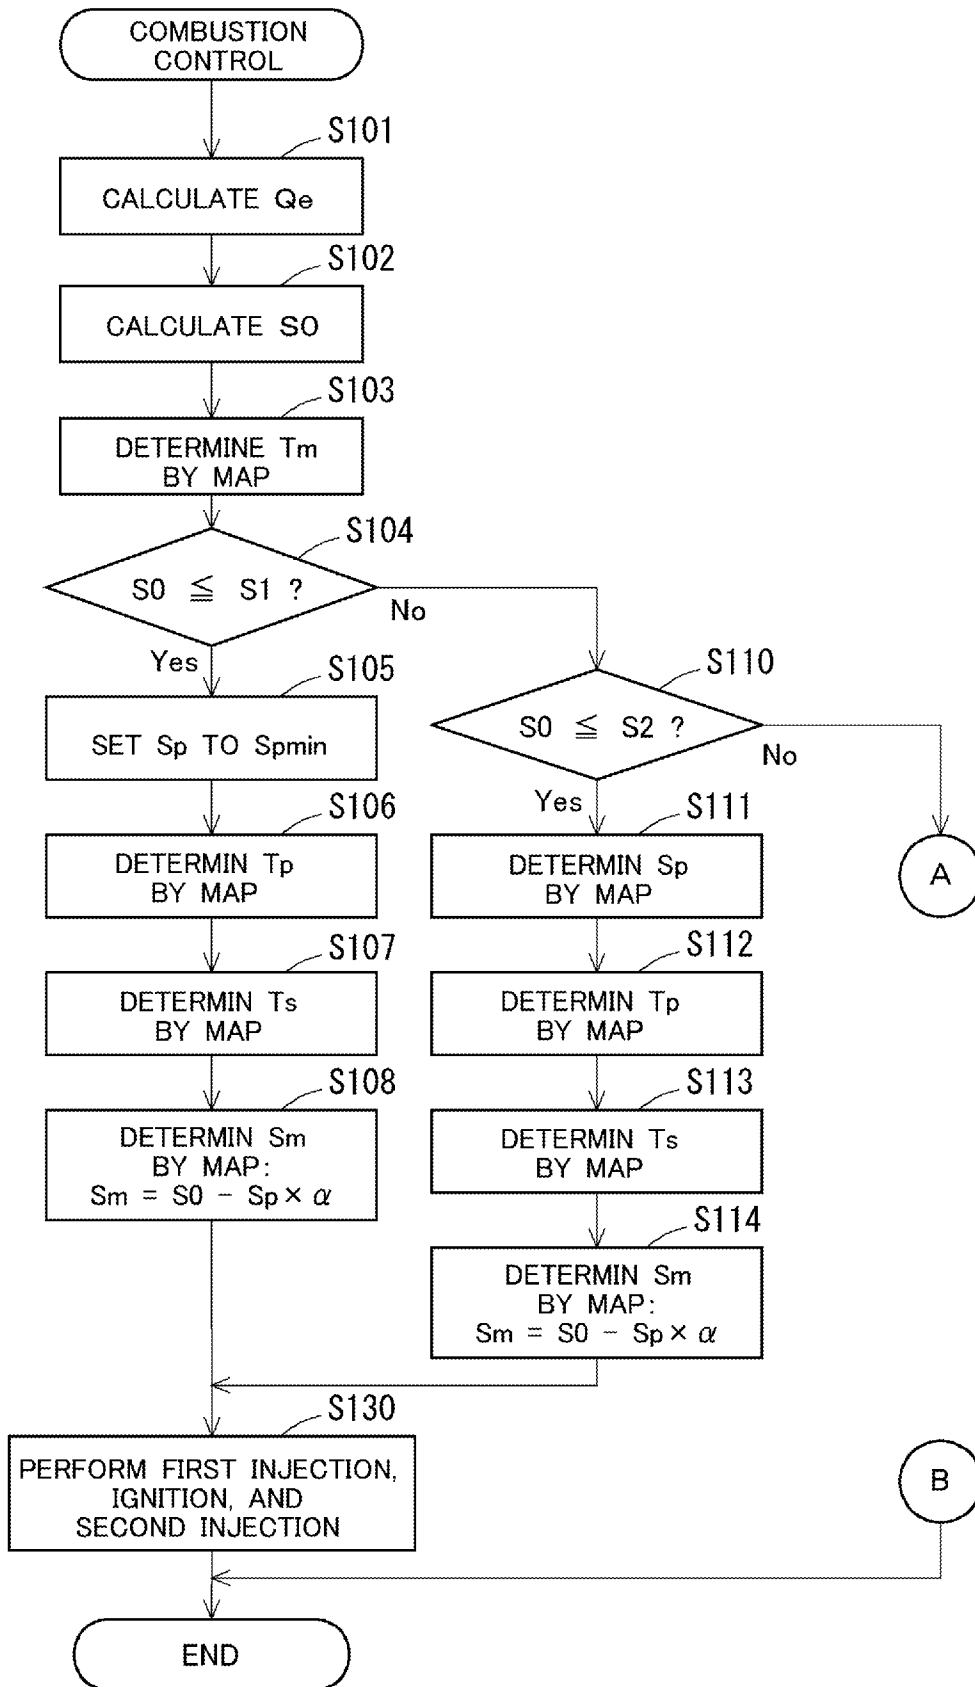 COMBUSTION
CONTROL
S101
CALCULATE Qe
S102
CALCULATE S0
S103
DETERMINE Tm
BY MAP
S104
S0 ≦ S1 ?
No
Yes
S105
SET Sp TO Spmin
S106
DETERMIN Tp
BY MAP
S107
DETERMIN Ts
BY MAP
S108
DETERMIN Sm
BY MAP:
Sm = S0 - Sp × α
S110
S0 ≦ S2 ?
No
Yes
S111
DETERMIN Sp
BY MAP
A
S112
DETERMIN Tp
BY MAP
S113
DETERMIN Ts
BY MAP
S114
DETERMIN Sm
BY MAP:
Sm = S0 - Sp × α
S130
PERFORM FIRST INJECTION,
IGNITION, AND
SECOND INJECTION
B
END